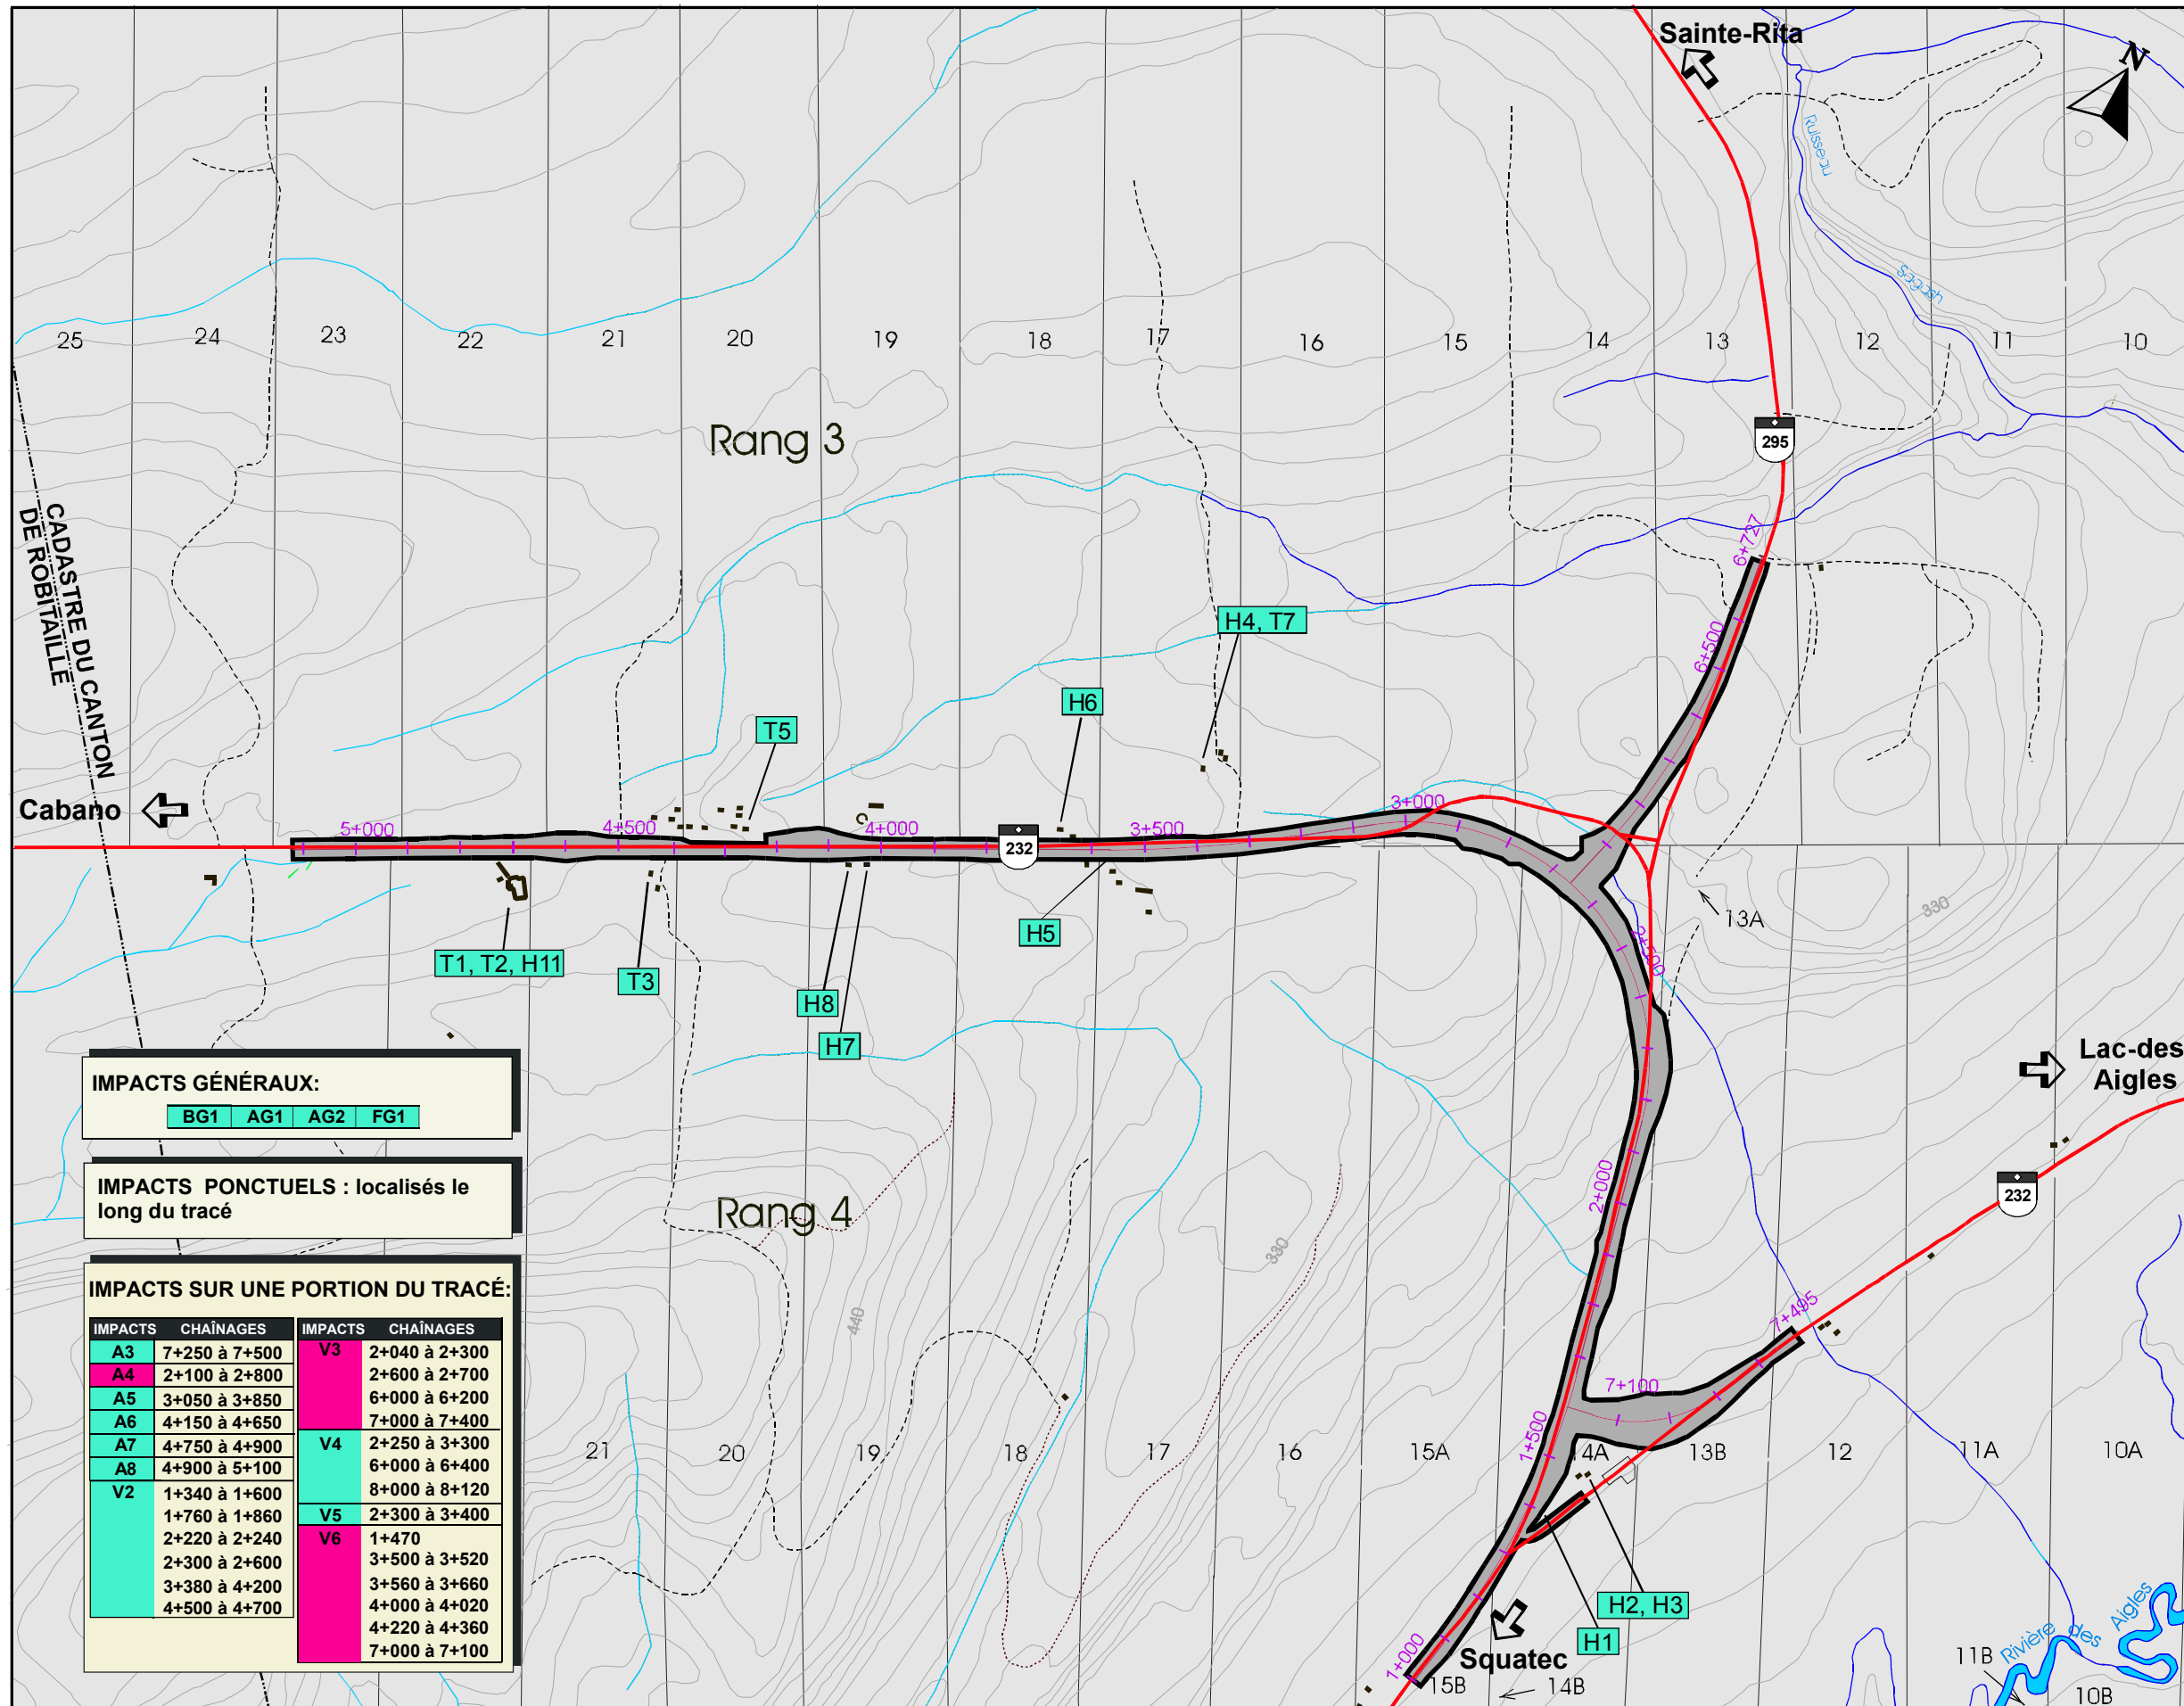 Sainte-Rita
N
Ruisseau
Sagash
25 24 23 22 21 20 19 18 17 16 15 14 13 12 11 10
Rang 3
295
CADASTRE DU CANTON
DE ROBITAILLE
6+727
6+500
H4, T7
H6
T5
Cabano
5+000 4+500 4+000 3+500 3+000
232
13A
330
H5
T1, T2, H11
T3
H8
H7
2+500
Lac-des
Aigles
IMPACTS GÉNÉRAUX:
BG1 AG1 AG2 FG1
IMPACTS PONCTUELS : localisés le
long du tracé
Rang 4
2+000
232
330
440
7+495
7+100
1+500
21 20 19 18 17 16 15A 14A 13B 12 11A 10A
IMPACTS SUR UNE PORTION DU TRACÉ:
IMPACTS CHAÎNAGES
A3 7+250 à 7+500
A4 2+100 à 2+800
A5 3+050 à 3+850
A6 4+150 à 4+650
A7 4+750 à 4+900
A8 4+900 à 5+100
V2 1+340 à 1+600
1+760 à 1+860
2+220 à 2+240
2+300 à 2+600
3+380 à 4+200
4+500 à 4+700
IMPACTS CHAÎNAGES
V3 2+040 à 2+300
2+600 à 2+700
6+000 à 6+200
7+000 à 7+400
V4 2+250 à 3+300
6+000 à 6+400
8+000 à 8+120
V5 2+300 à 3+400
V6 1+470
3+500 à 3+520
3+560 à 3+660
4+000 à 4+020
4+220 à 4+360
7+000 à 7+100
H2, H3
H1
1+000
Squatec
15B
14B
Rivière des Aigles
11B
10B